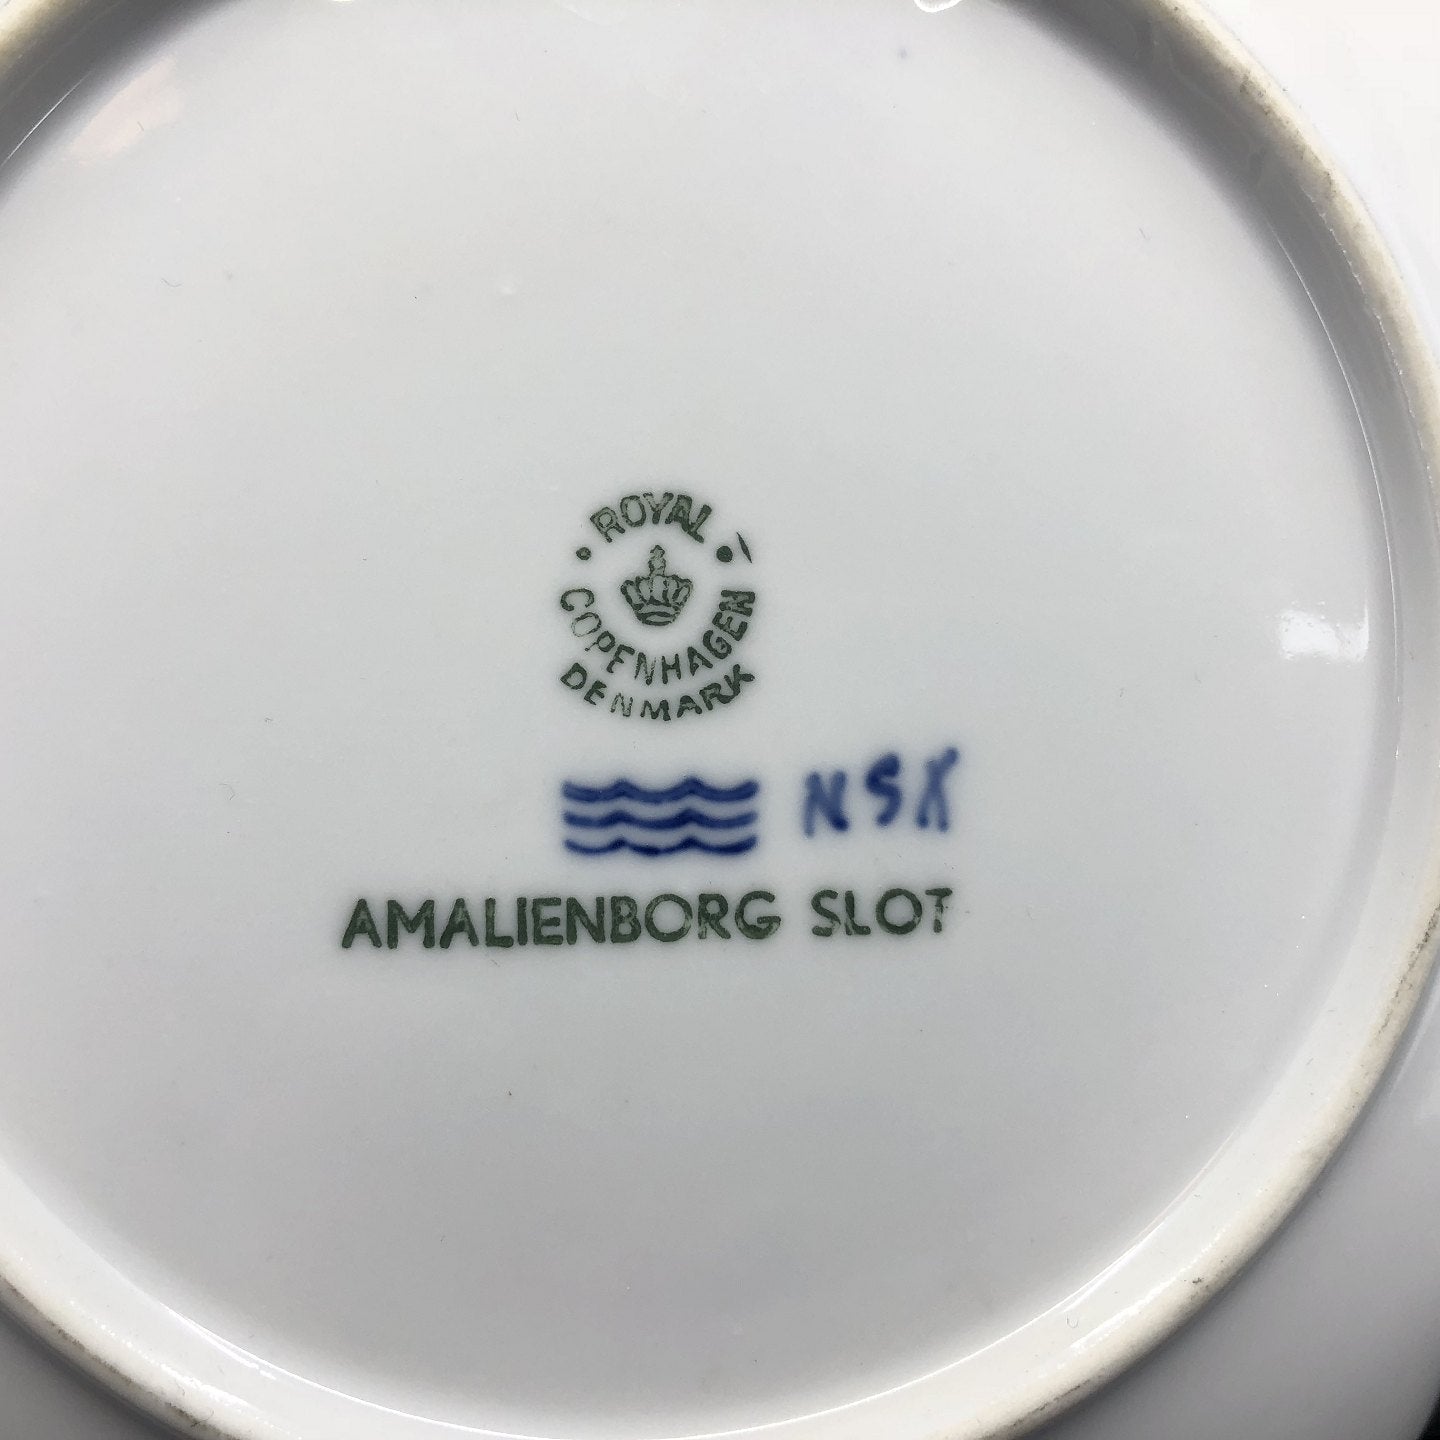 ROYAL
COPENHAGEN
DENMARK
NSK
AMALIENBORG SLOT